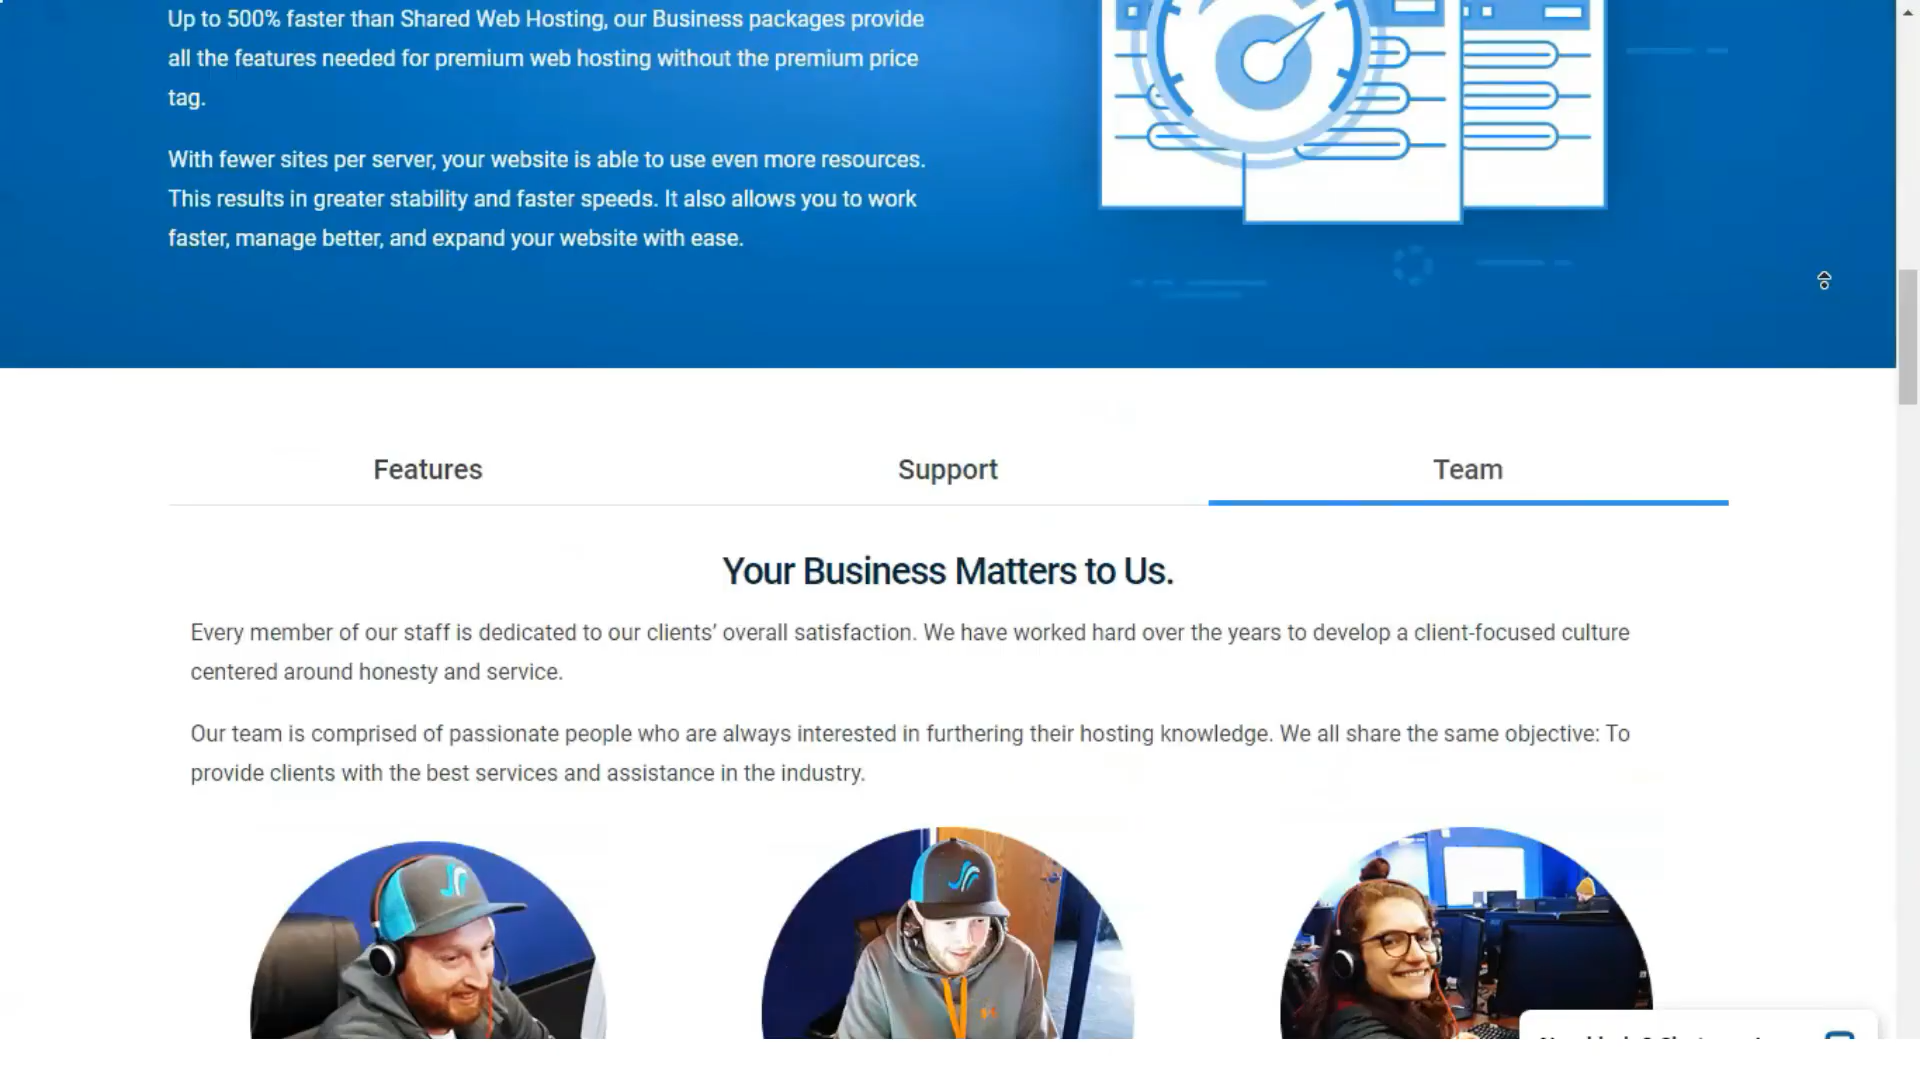 Up to 500% faster than Shared Web Hosting, our Business packages provide
all the features needed for premium web hosting without the premium price
tag.
With fewer sites per server, your website is able to use even more resources.
This results in greater stability and faster speeds. It also allows you to work
faster, manage better, and expand your website with ease.
Features
Support
Team
Your Business Matters to Us.
Every member of our staff is dedicated to our clients’ overall satisfaction. We have worked hard over the years to develop a client-focused culture
centered around honesty and service.
Our team is comprised of passionate people who are always interested in furthering their hosting knowledge. We all share the same objective: To
provide clients with the best services and assistance in the industry.